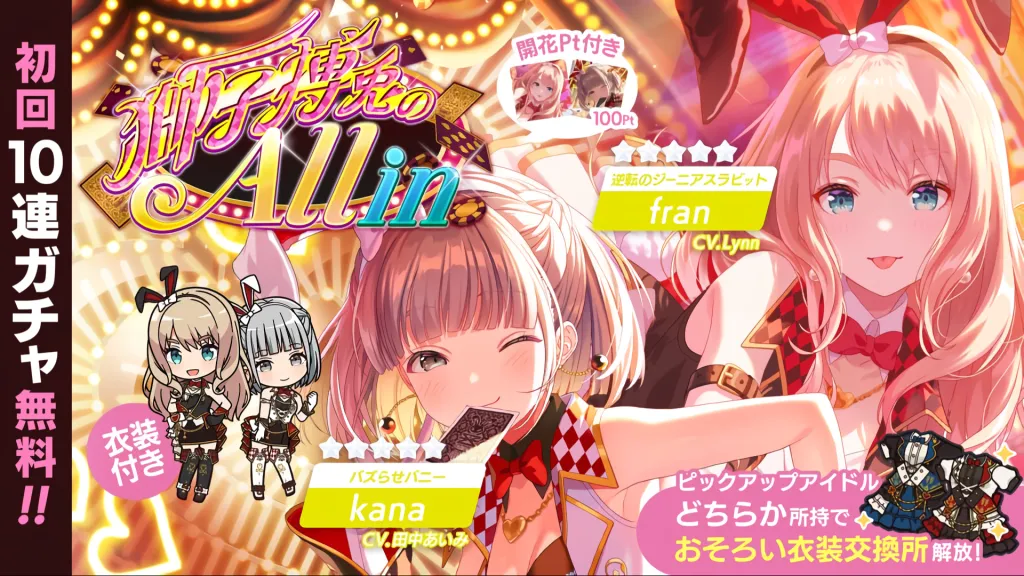 初回10連ガチャ無料!!
獅子搏兎の
All in
開花Pt付き
100Pt
逆転のジーニアスラビット
fran
CV.Lynn
衣装
付き
バズらせバニー
kana
CV.田中あいみ
ピックアップアイドル
どちらか所持で
おそろい衣装交換所解放!